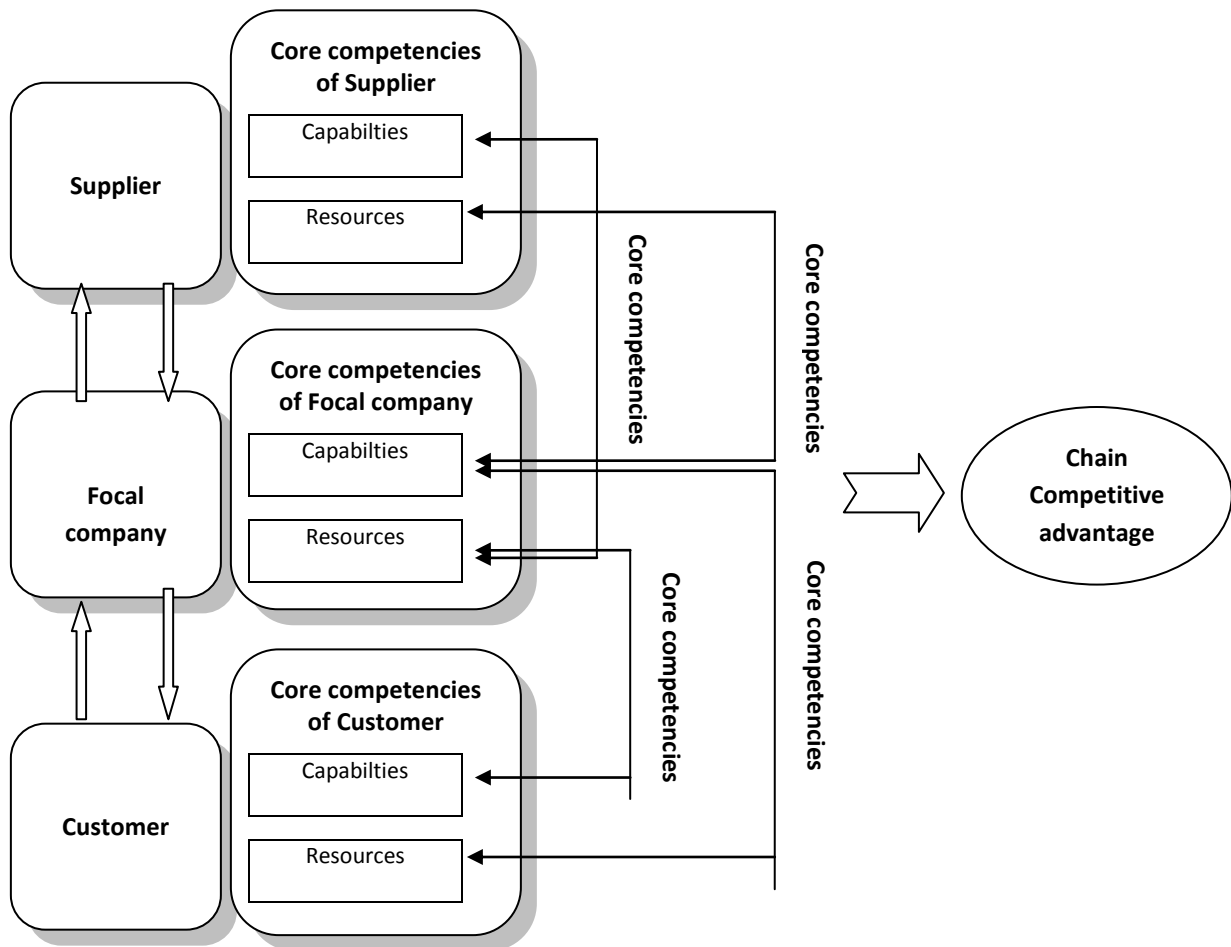 Core competencies
of Supplier
Capabilties
Resources
Supplier
Core competencies
Core competencies
Core competencies
of Focal company
Capabilties
Resources
Focal
company
Chain
Competitive
advantage
Core competencies
Core competencies
Core competencies
of Customer
Capabilties
Resources
Customer